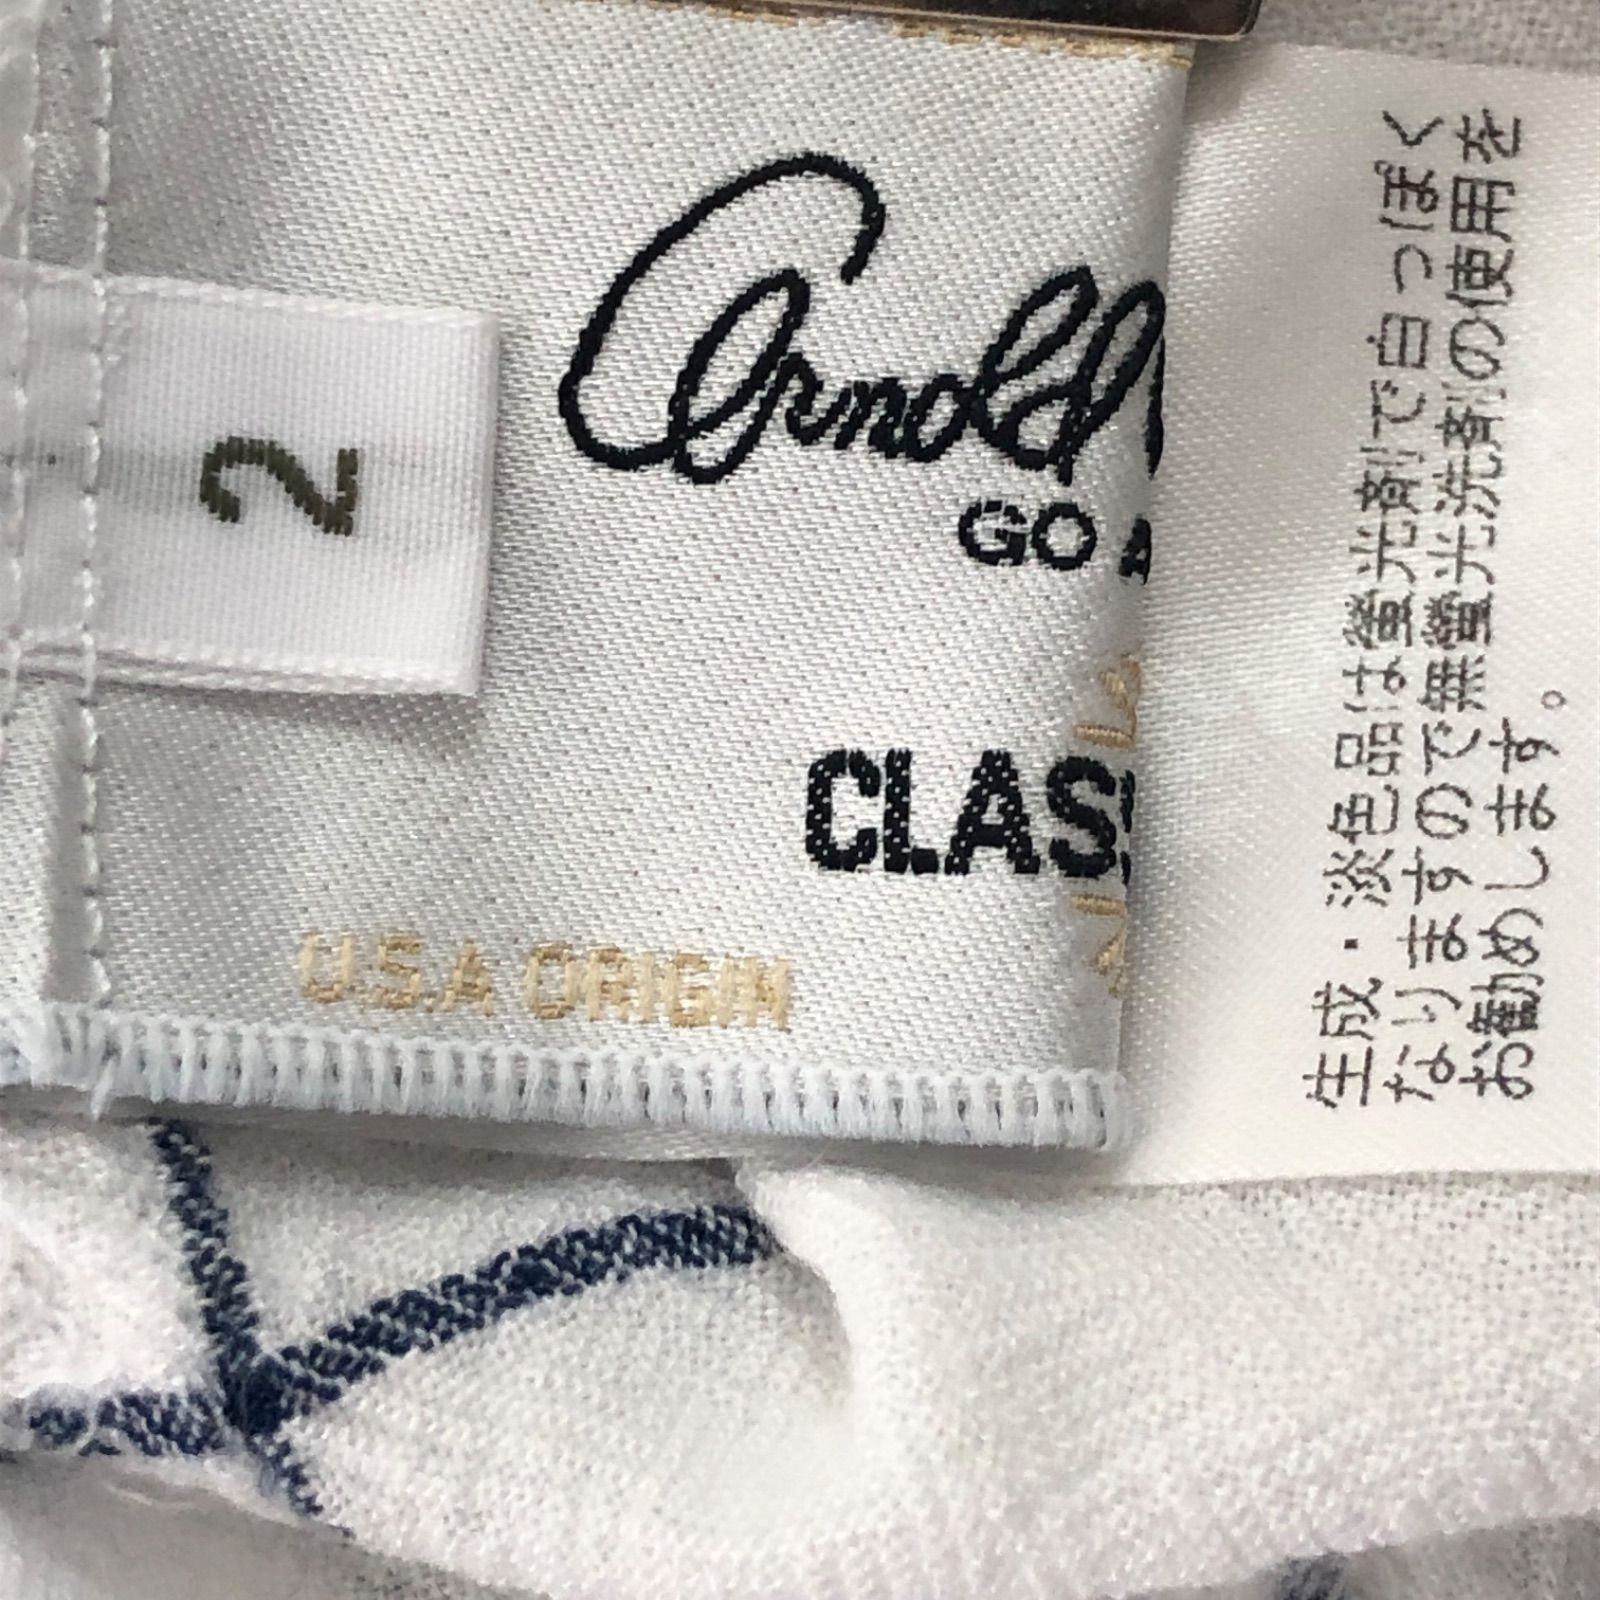 Arnold
GO A
CLAS
U.S.A ORIGIN
2
生成・淡色品は蛍光剤で白っぽく
なりますので無蛍光洗剤の使用を
お勧めします。